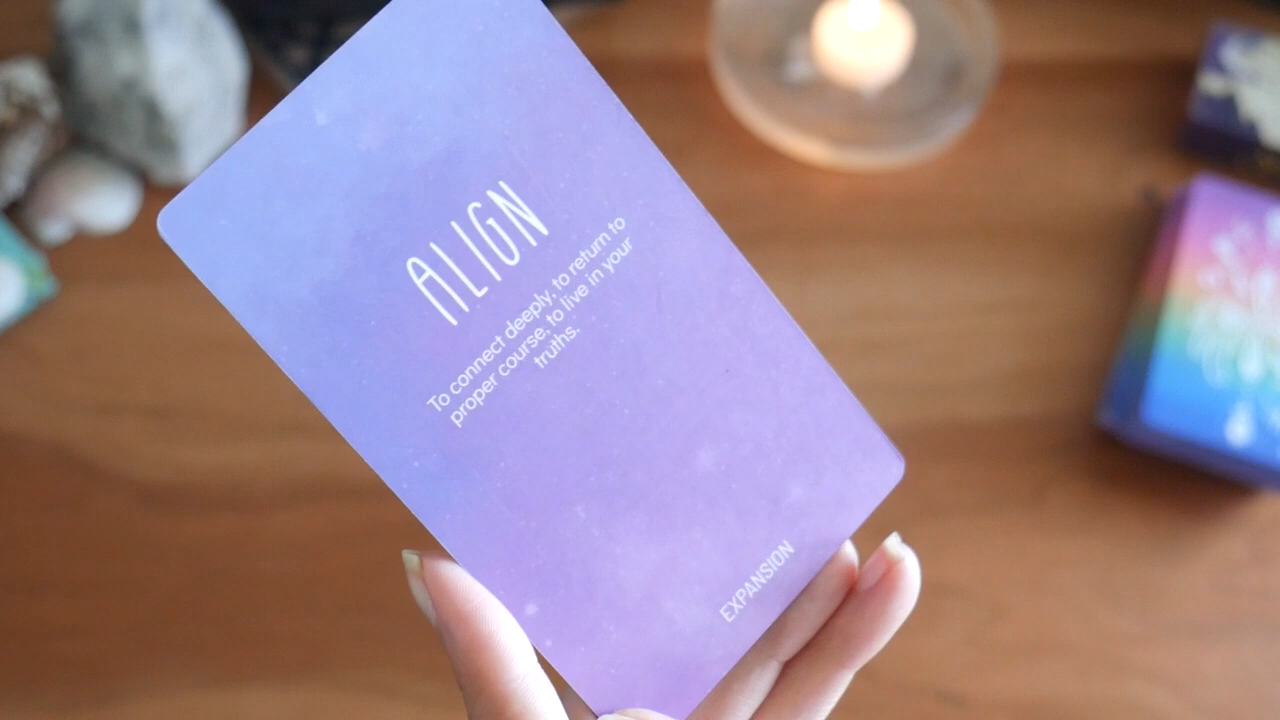 ALIGN
To connect deeply, to return to
proper course, to live in your
truths.
EXPANSION